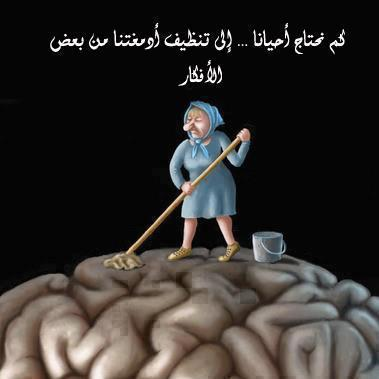 كم نحتاج أحيانا ... إلى تنظيف أدمغتنا من بعض
الأفكار